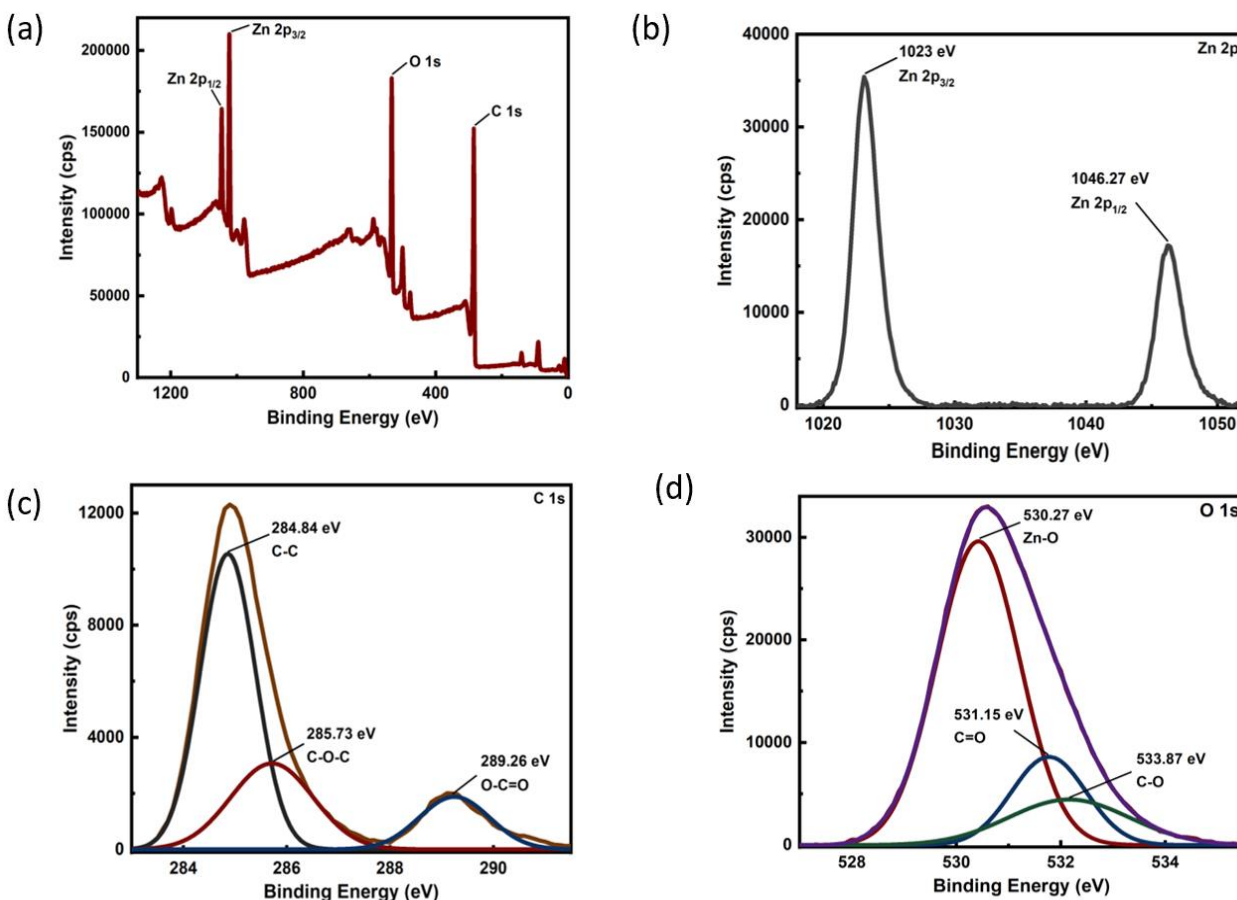 (a)
Zn 2p3/2
Zn 2p1/2
O 1s
C 1s
200000
150000
100000
50000
0
Intensity (cps)
1200
800
400
0
Binding Energy (eV)
(b)
Zn 2p
1023 eV
Zn 2p3/2
1046.27 eV
Zn 2p1/2
40000
30000
20000
10000
0
Intensity (cps)
1020
1030
1040
1050
Binding Energy (eV)
(c)
C 1s
284.84 eV
C-C
285.73 eV
C-O-C
289.26 eV
O-C=O
12000
8000
4000
0
Intensity (cps)
284
286
288
290
Binding Energy (eV)
(d)
O 1s
530.27 eV
Zn-O
531.15 eV
C=O
533.87 eV
C-O
30000
20000
10000
0
Intensity (cps)
528
530
532
534
Binding Energy (eV)